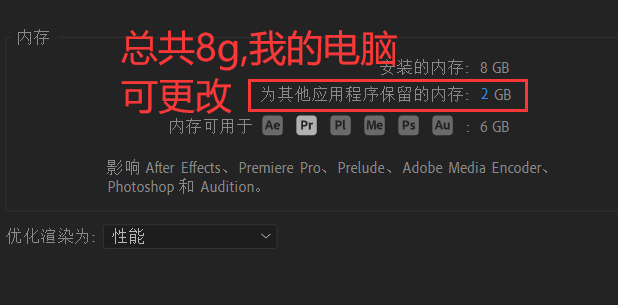 内存
总共8g,我的电脑
安装的内存: 8 GB
可更改
为其他应用程序保留的内存: 2 GB
内存可用于 Ae Pr Pl Me Ps Au : 6 GB
影响 After Effects、Premiere Pro、Prelude、Adobe Media Encoder、
Photoshop 和 Audition。
优化渲染为: 性能